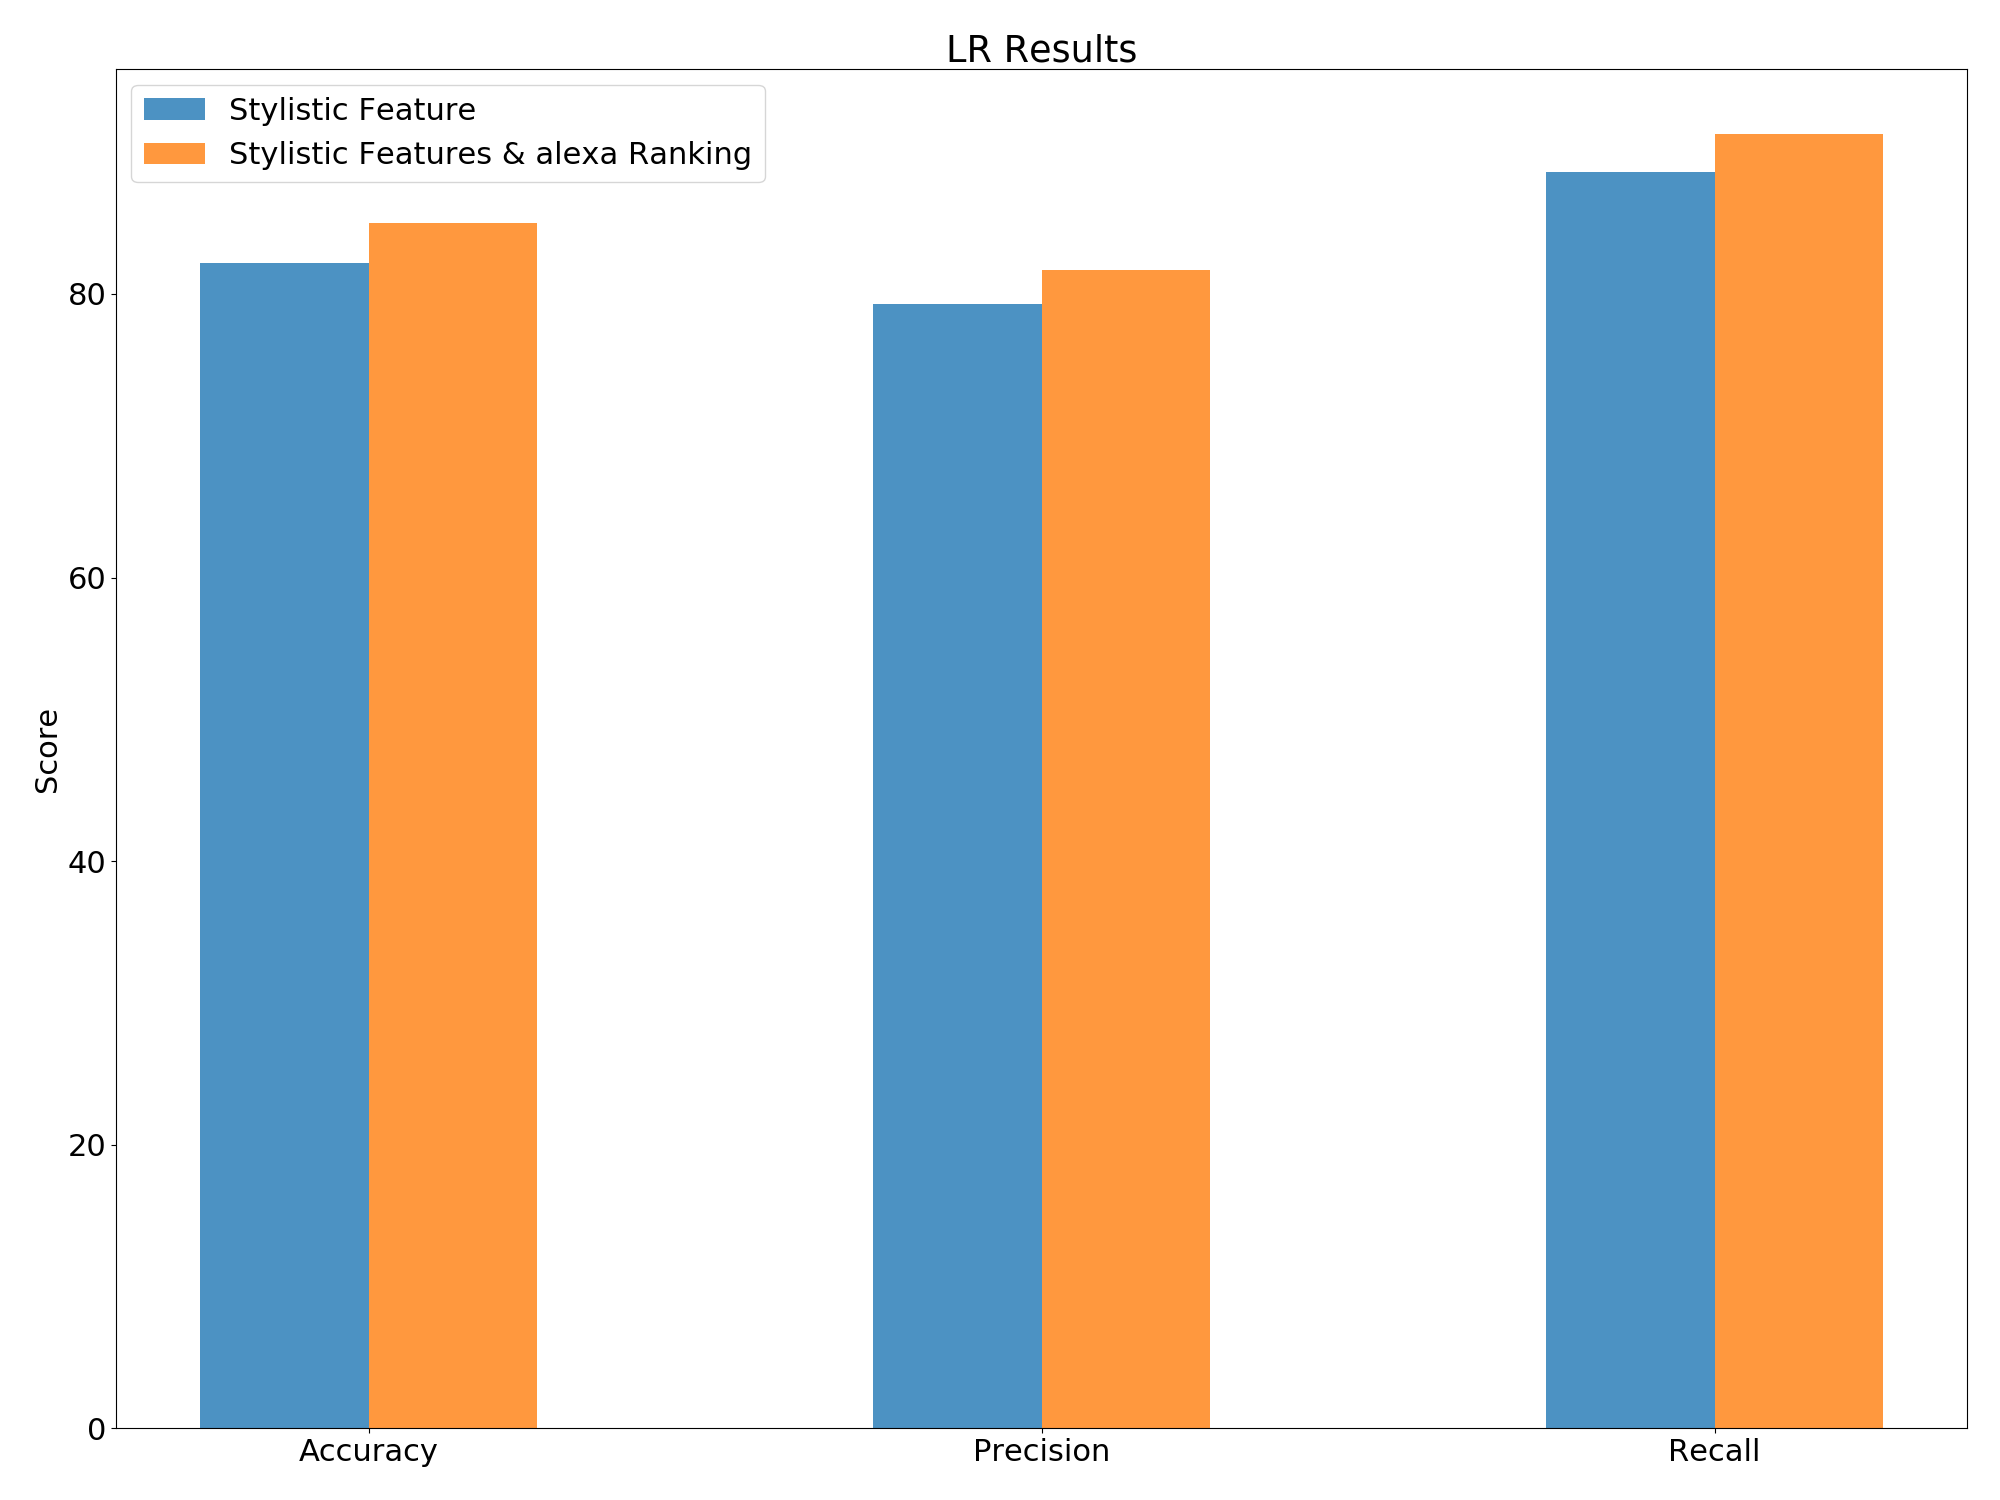 LR Results
Stylistic Feature
Stylistic Features & alexa Ranking
Score
80
60
40
20
0
Accuracy
Precision
Recall